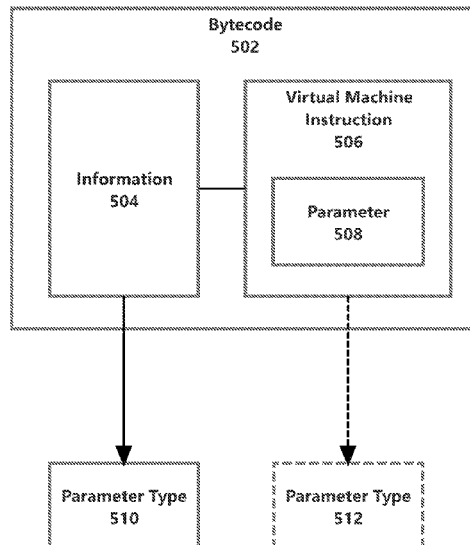 Bytecode
502
Information
504
Virtual Machine
Instruction
506
Parameter
508
Parameter Type
510
Parameter Type
512